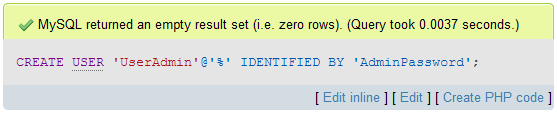 MySQL returned an empty result set (i.e. zero rows). (Query took 0.0037 seconds.)
CREATE USER 'UserAdmin'@'%' IDENTIFIED BY 'AdminPassword';
[ Edit inline ] [ Edit ] [ Create PHP code ]